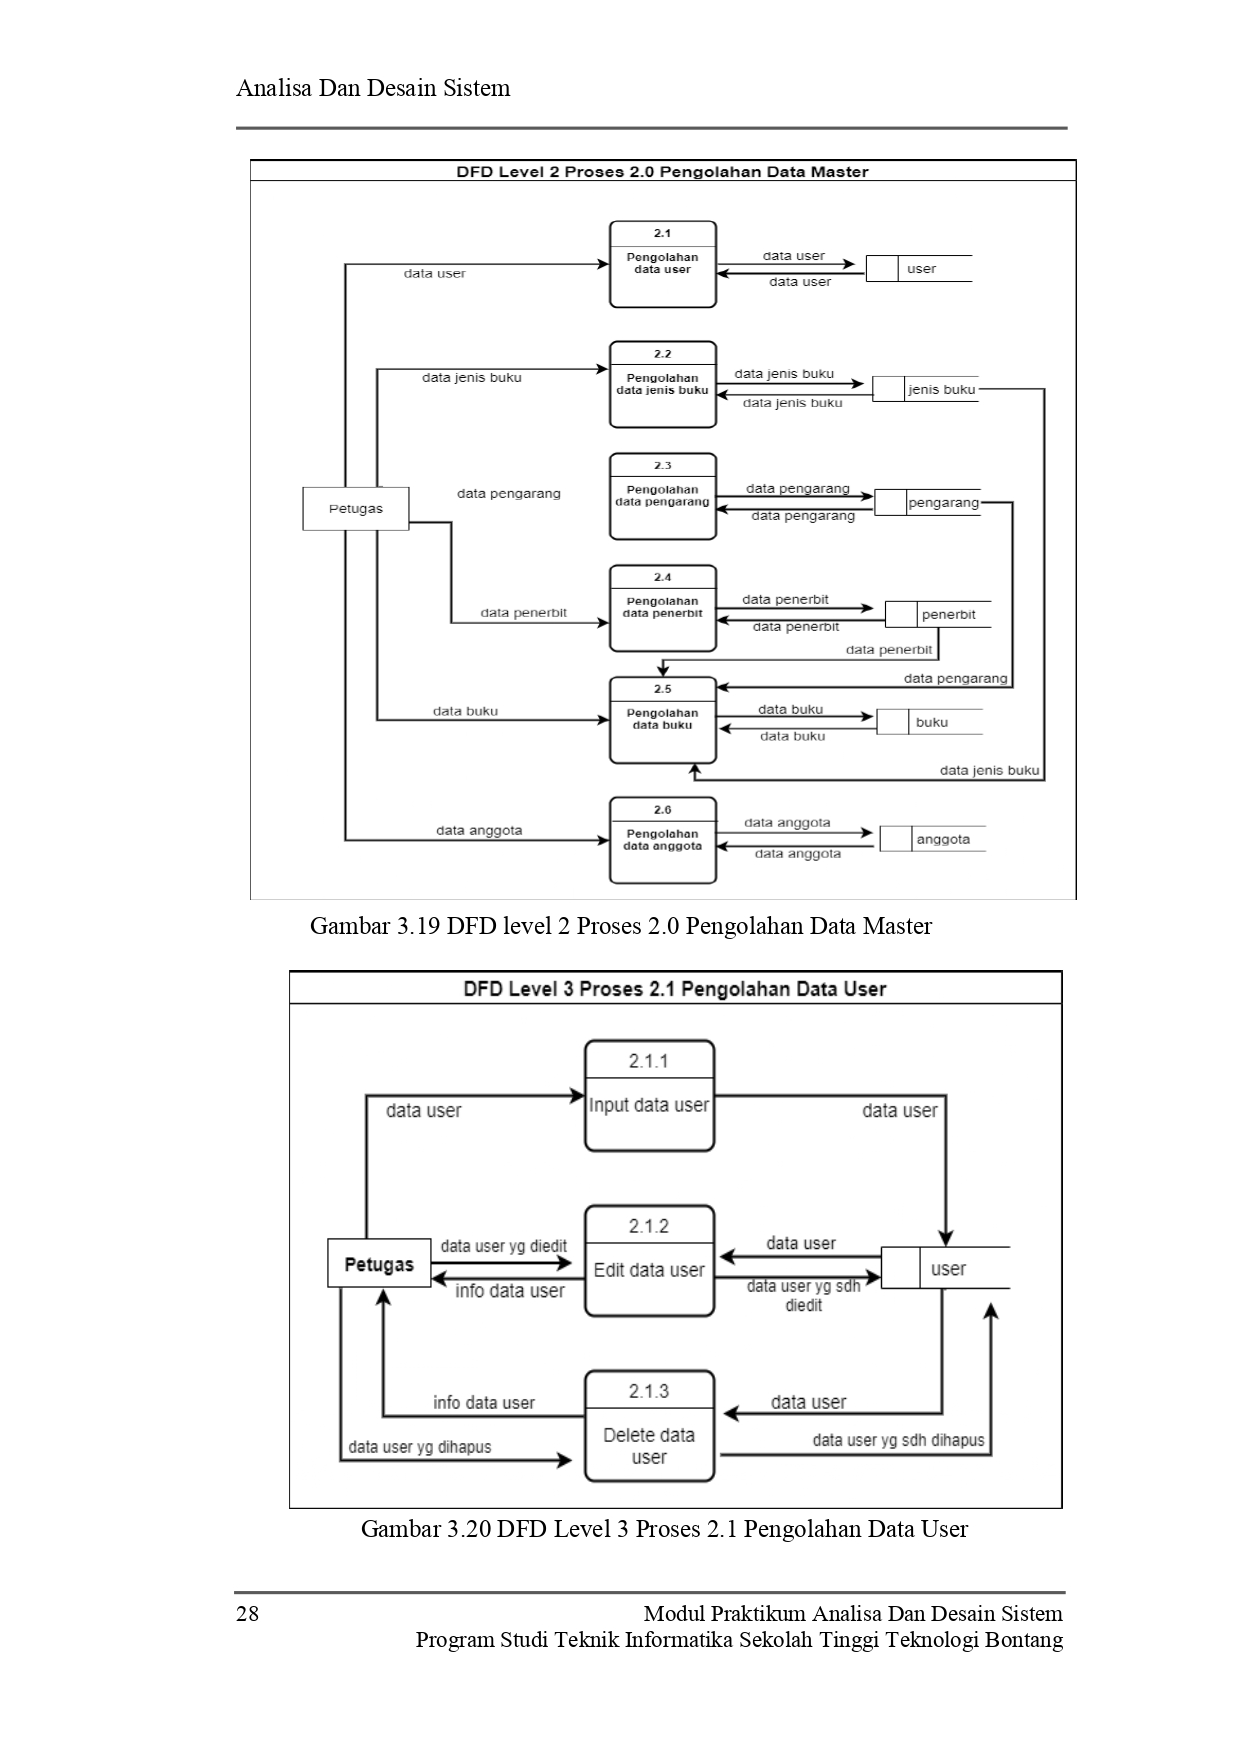 Analisa Dan Desain Sistem
DFD Level 2 Proses 2.0 Pengolahan Data Master
2.1
Pengolahan
data user
data user
data user
data user
user
2.2
Pengolahan
data jenis buku
data jenis buku
data jenis buku
data jenis buku
jenis buku
2.3
Pengolahan
data pengarang
data pengarang
data pengarang
data pengarang
pengarang
Petugas
2.4
Pengolahan
data penerbit
data penerbit
data penerbit
data penerbit
penerbit
data penerbit
data pengarang
2.5
Pengolahan
data buku
data buku
data buku
data buku
buku
data jenis buku
2.6
Pengolahan
data anggota
data anggota
data anggota
data anggota
anggota
Gambar 3.19 DFD level 2 Proses 2.0 Pengolahan Data Master
DFD Level 3 Proses 2.1 Pengolahan Data User
2.1.1
Input data user
data user
data user
2.1.2
Edit data user
Petugas
data user yg diedit
info data user
data user
data user yg sdh
diedit
user
2.1.3
Delete data
user
info data user
data user yg dihapus
data user
data user yg sdh dihapus
Gambar 3.20 DFD Level 3 Proses 2.1 Pengolahan Data User
28
Modul Praktikum Analisa Dan Desain Sistem
Program Studi Teknik Informatika Sekolah Tinggi Teknologi Bontang